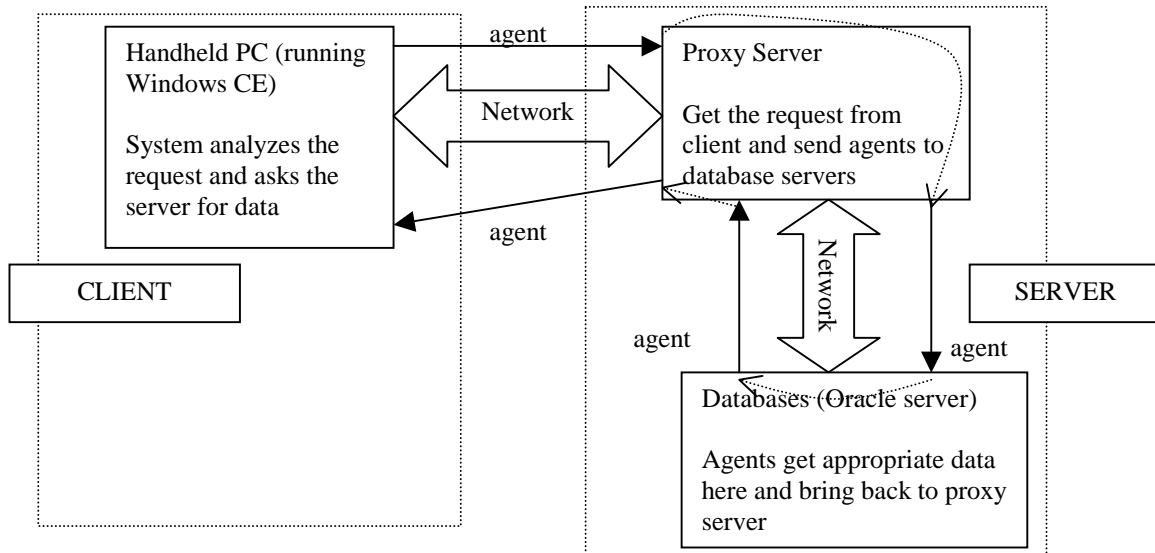 agent
Handheld PC (running
Windows CE)
System analyzes the
request and asks the
server for data
Network
Proxy Server
Get the request from
client and send agents to
database servers
agent
CLIENT
Network
SERVER
agent
agent
Databases (Oracle server)
Agents get appropriate data
here and bring back to proxy
server